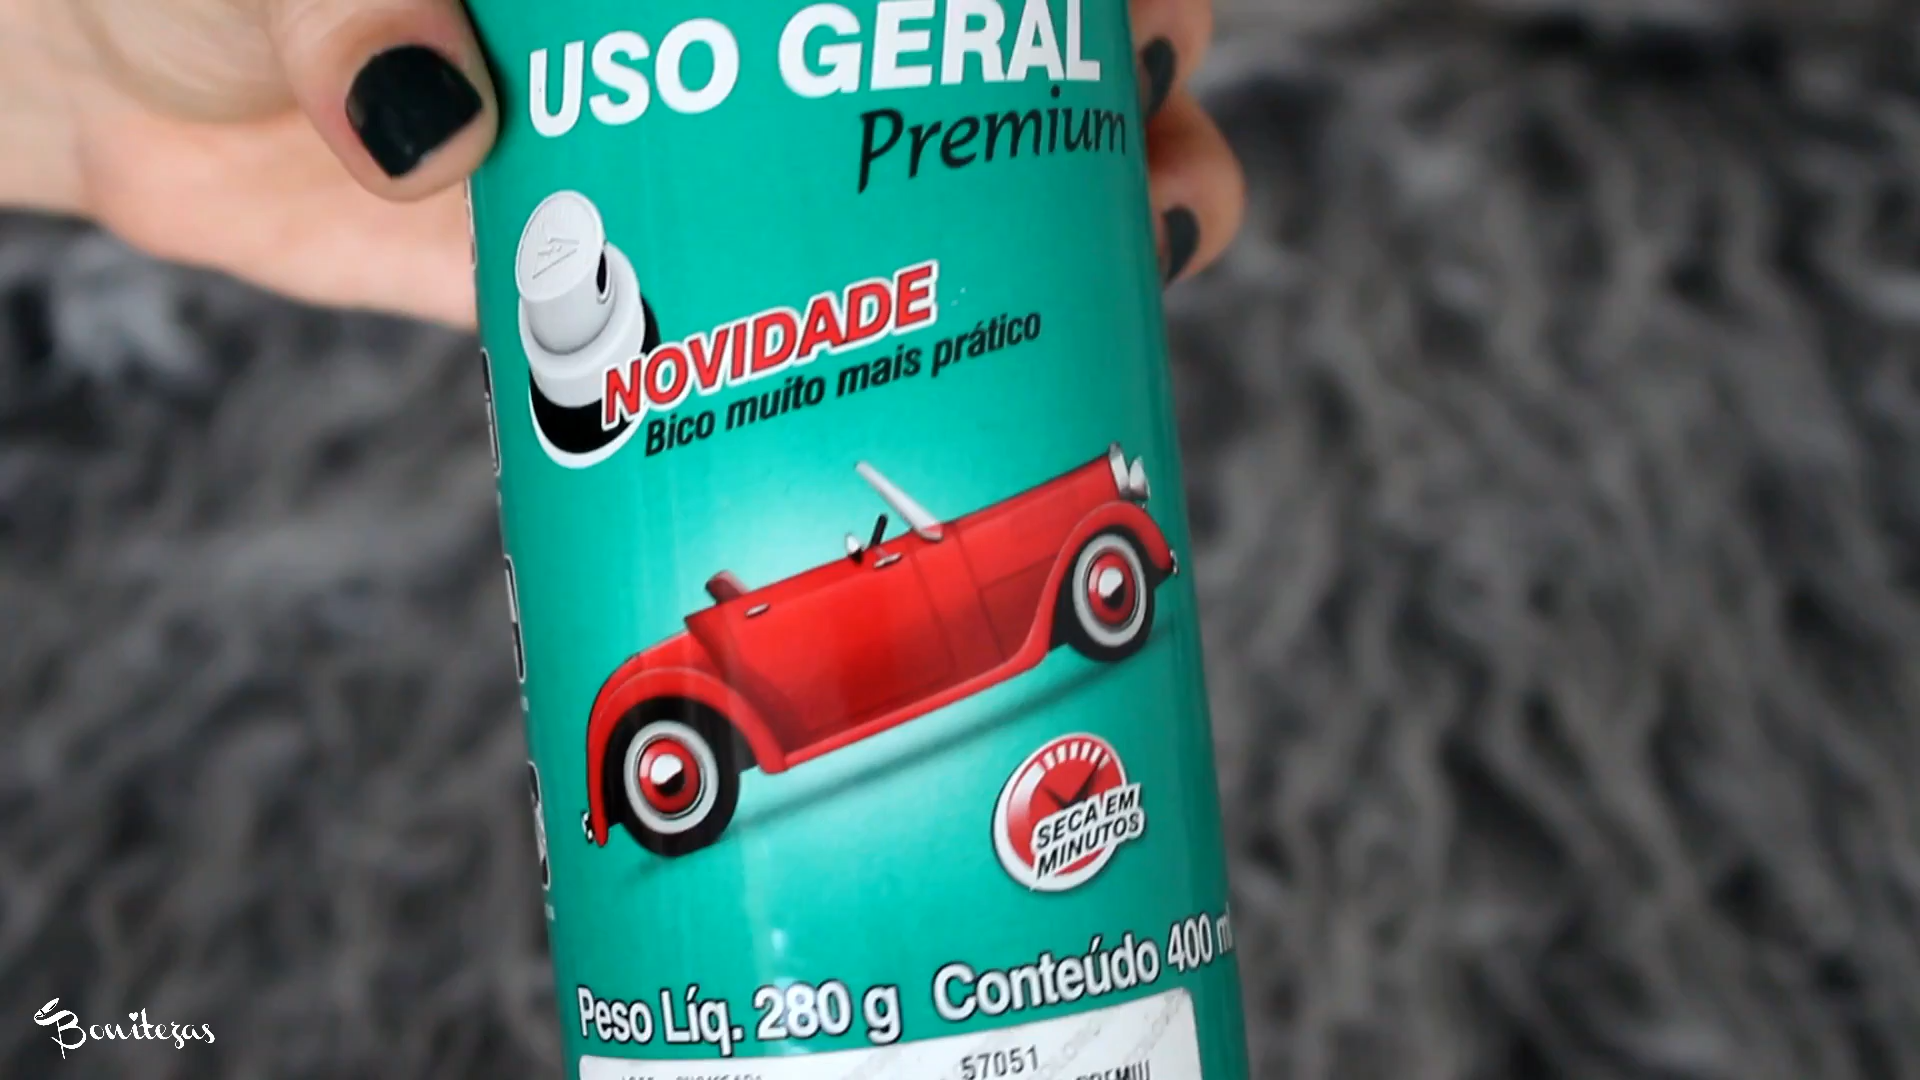 USO GERAL
Premium
NOVIDADE
Bico muito mais prático
SECA EM
MINUTOS
Peso Líq. 280 g Conteúdo 400 ml
57051
Bonitezas